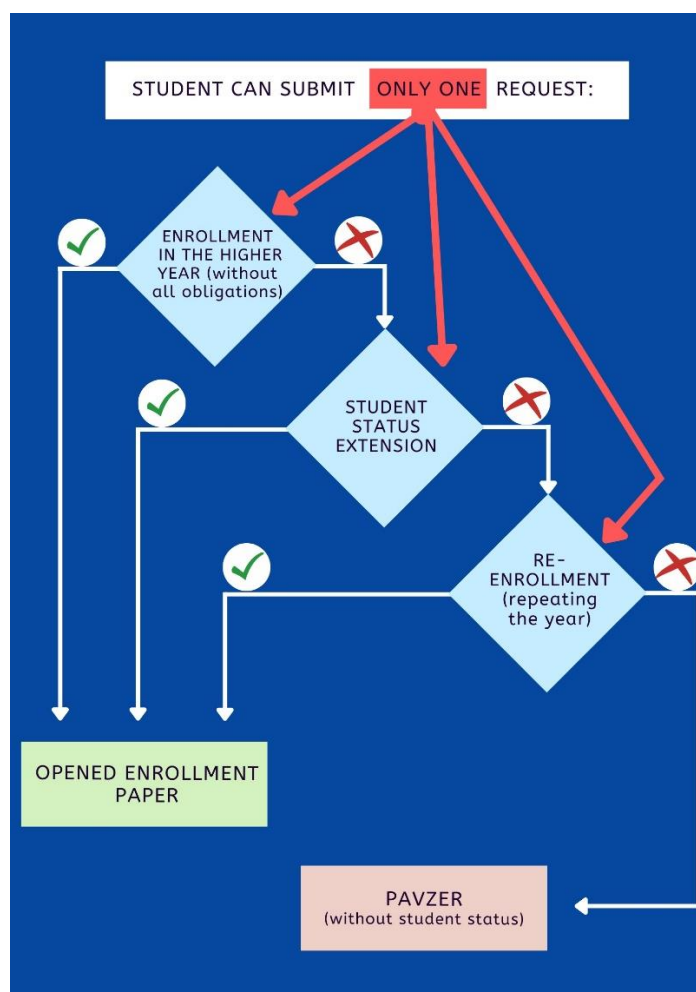 STUDENT CAN SUBMIT ONLY ONE REQUEST:
ENROLLMENT
IN THE HIGHER
YEAR (without
all obligations)
STUDENT
STATUS
EXTENSION
RE-
ENROLLMENT
(repeating
the year)
OPENED ENROLLMENT
PAPER
PAVZER
(without student status)